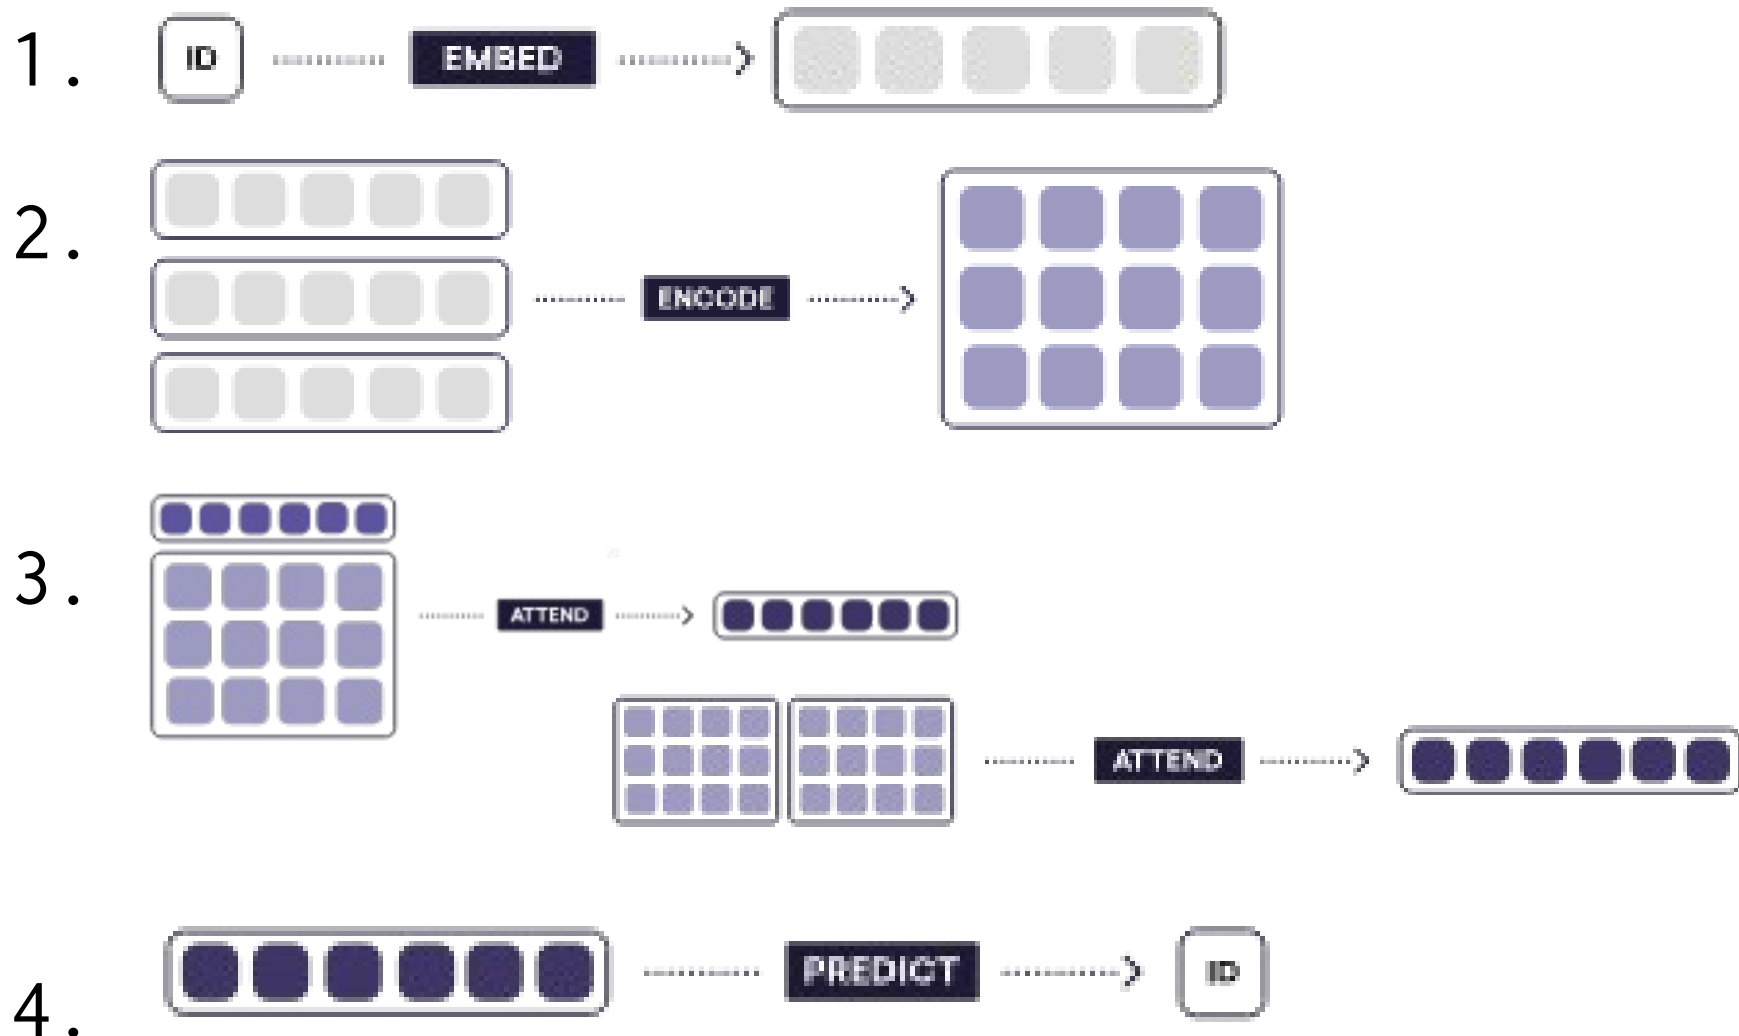 1. ID EMBED
2. ENCODE
3. ATTEND
ATTEND
4. PREDICT ID